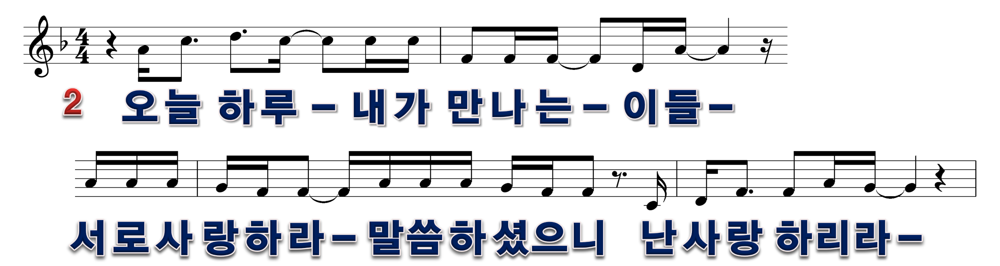 2 오늘 하루 - 내가 만나는 - 이들 -
서로사랑하라 - 말씀하셨으니 난사랑 하리라 -